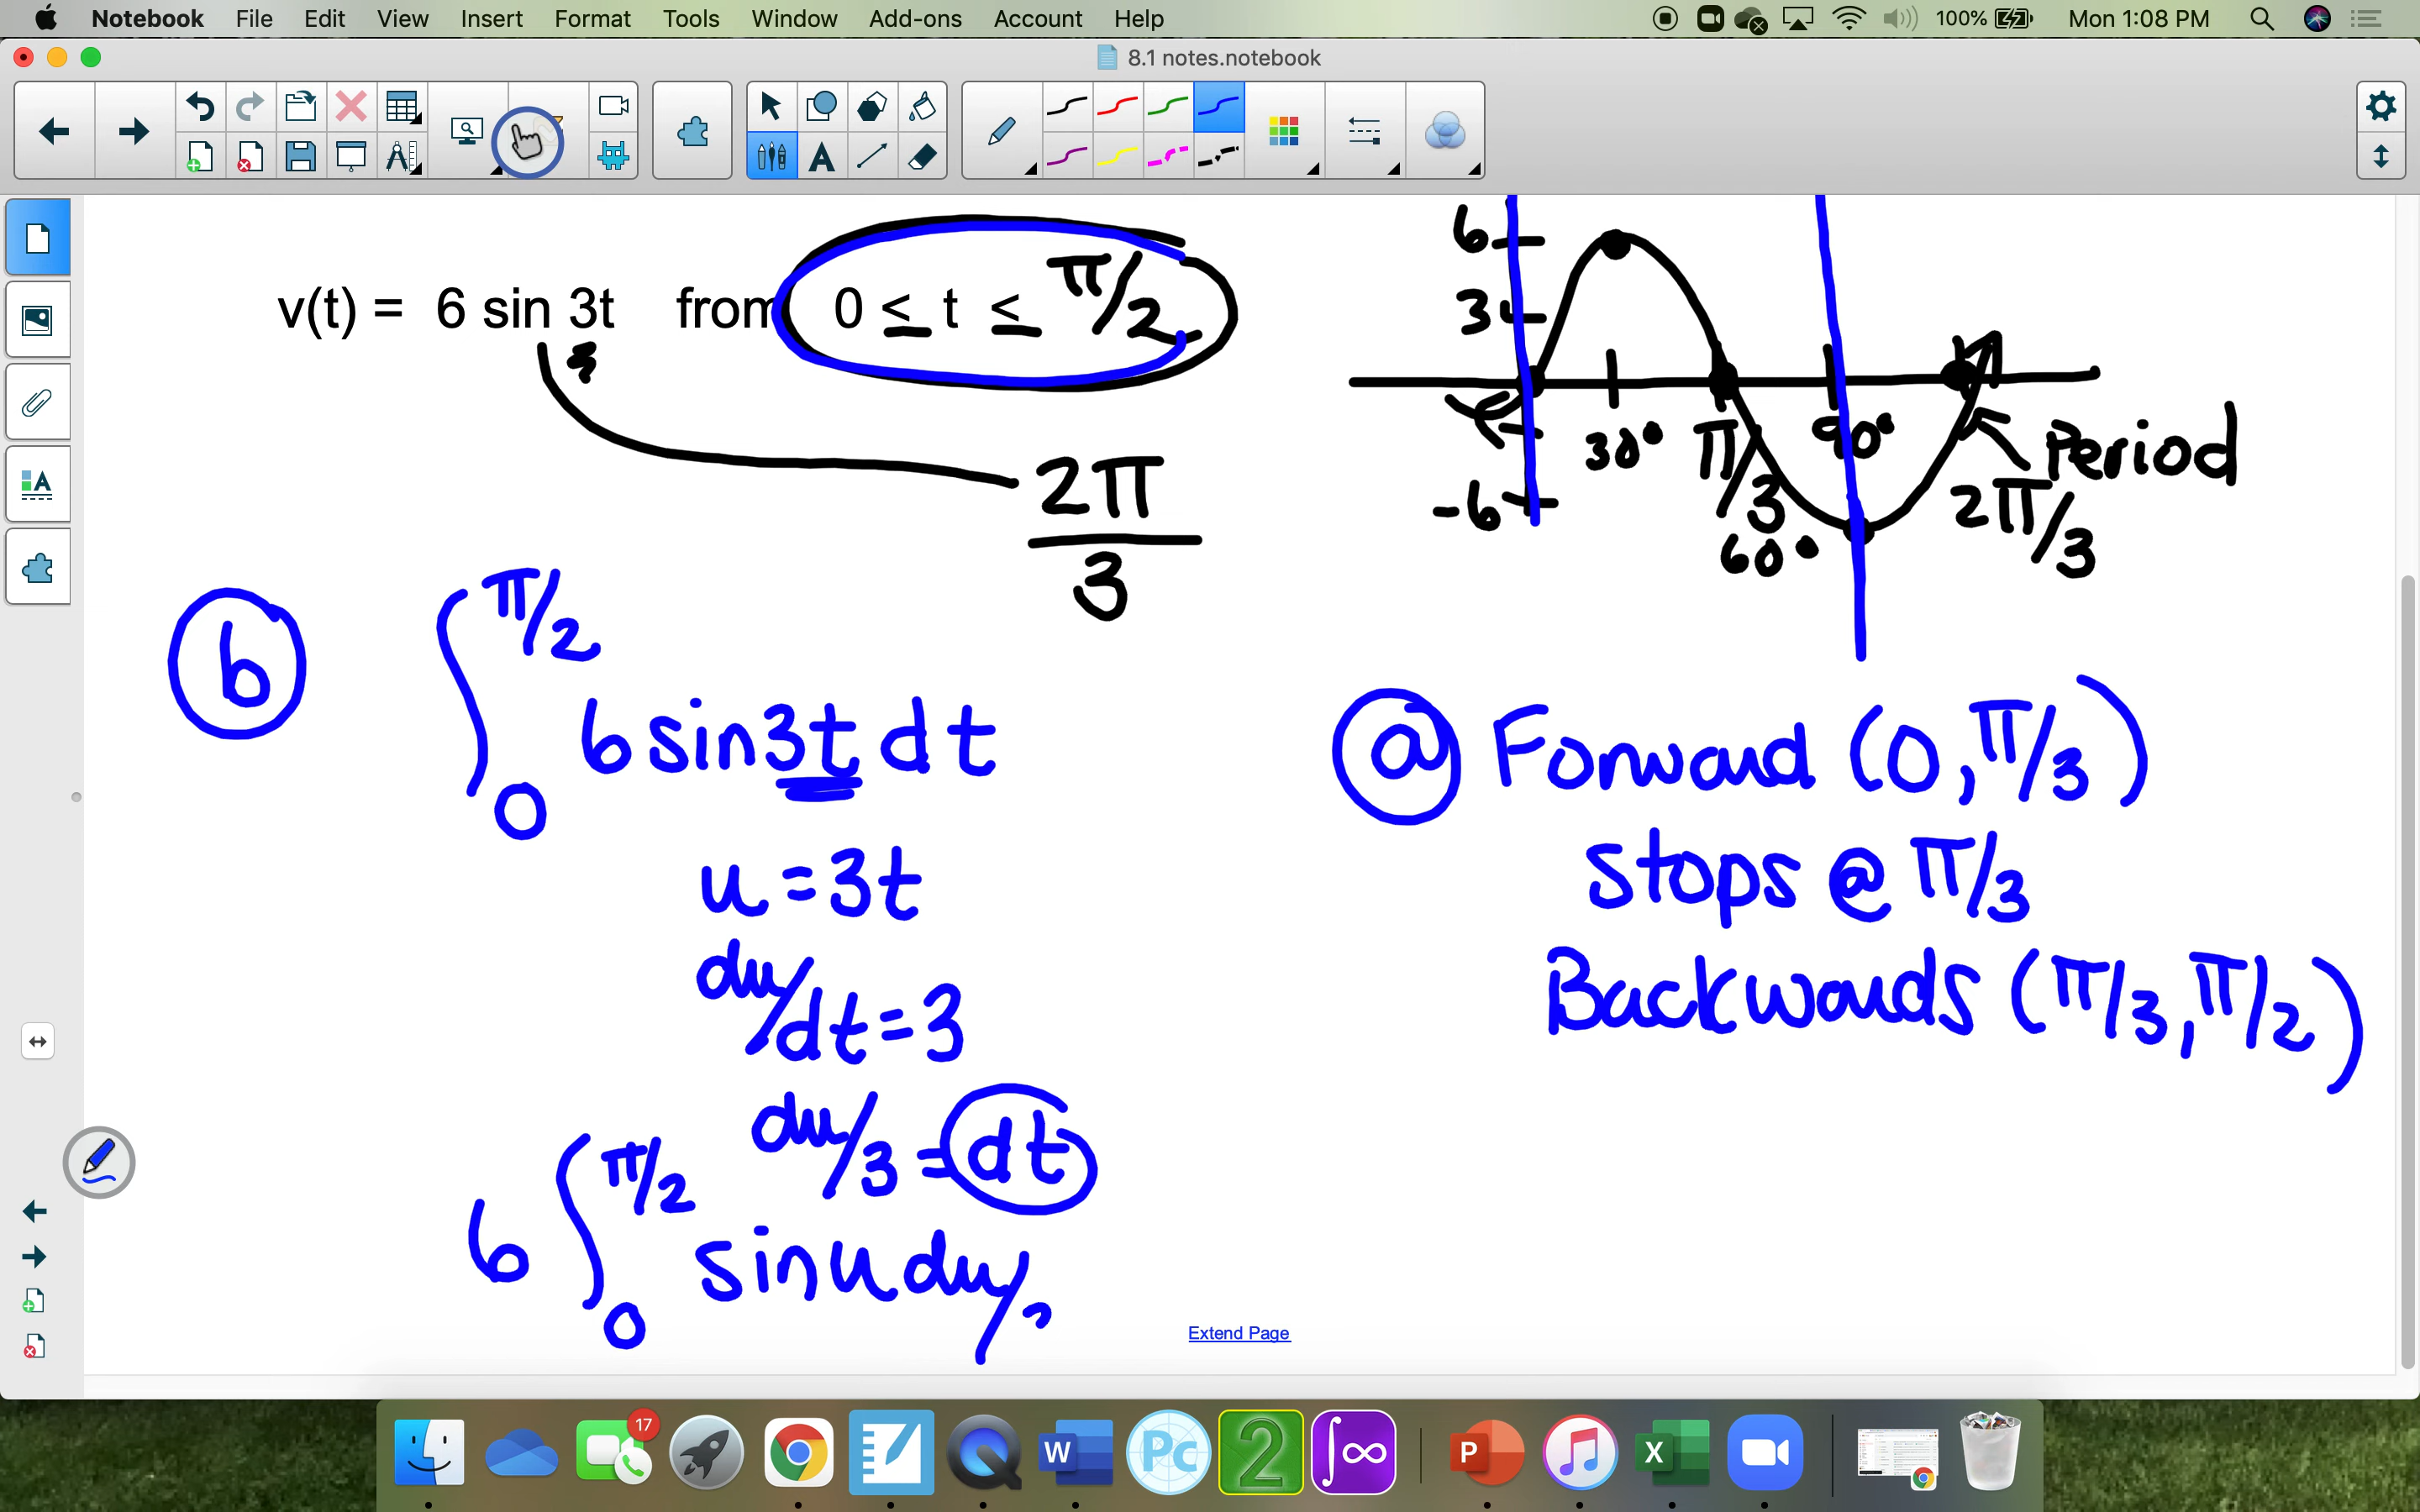 Notebook File Edit View Insert Format Tools Window Add-ons Account Help 100% Mon 1:08 PM
8.1 notes.notebook
v(t) = 6 sin 3t from 0 ≤ t ≤ π/2
3
2π
3
6
3
-6
30° π/3 90°
60°
Period
2π/3
b
∫ π/2 0 6 sin 3t dt
u = 3t
du/dt = 3
du/3 = dt
6 ∫ π/2 0 sin u du/
a Forward (0, π/3)
stops @ π/3
Backwards (π/3, π/2)
Extend Page
17
W
Pc
2
∫∞
P
X